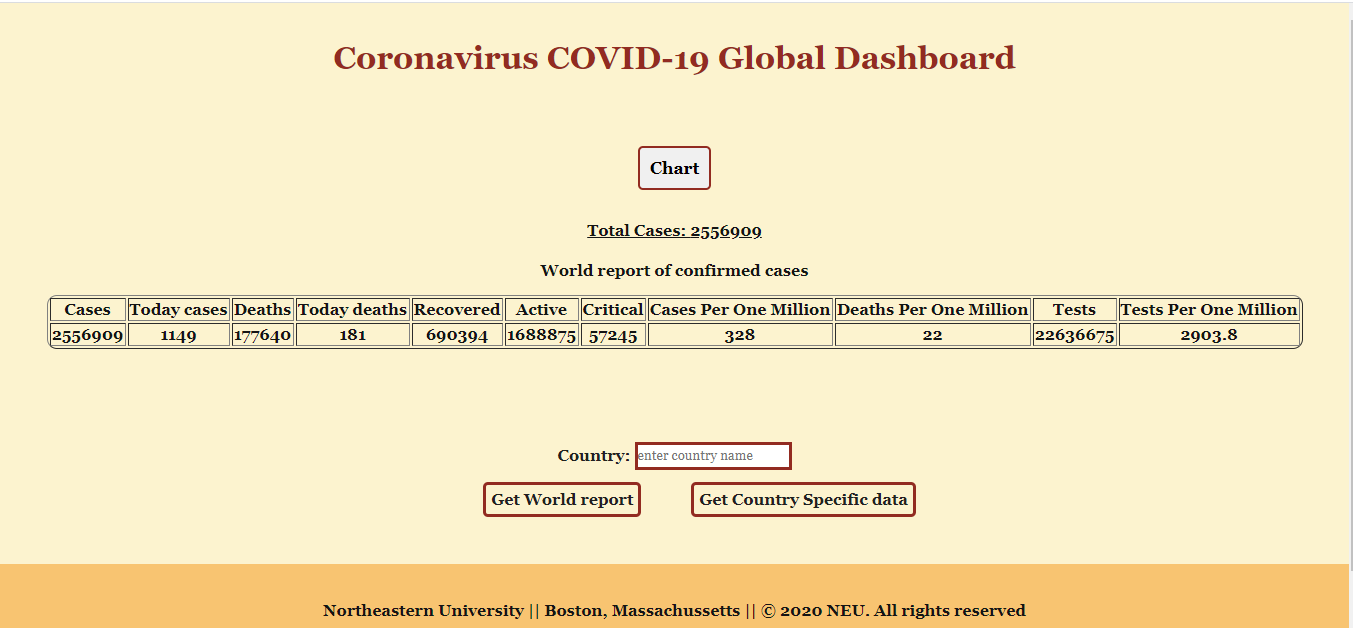 Coronavirus COVID-19 Global Dashboard
Chart
Total Cases: 2556909
World report of confirmed cases
Cases Today cases Deaths Today deaths Recovered Active Critical Cases Per One Million Deaths Per One Million Tests Tests Per One Million
2556909 1149 177640 181 690394 1688875 57245 328 22 22636675 2903.8
Country: enter country name
Get World report Get Country Specific data
Northeastern University || Boston, Massachussetts || © 2020 NEU. All rights reserved